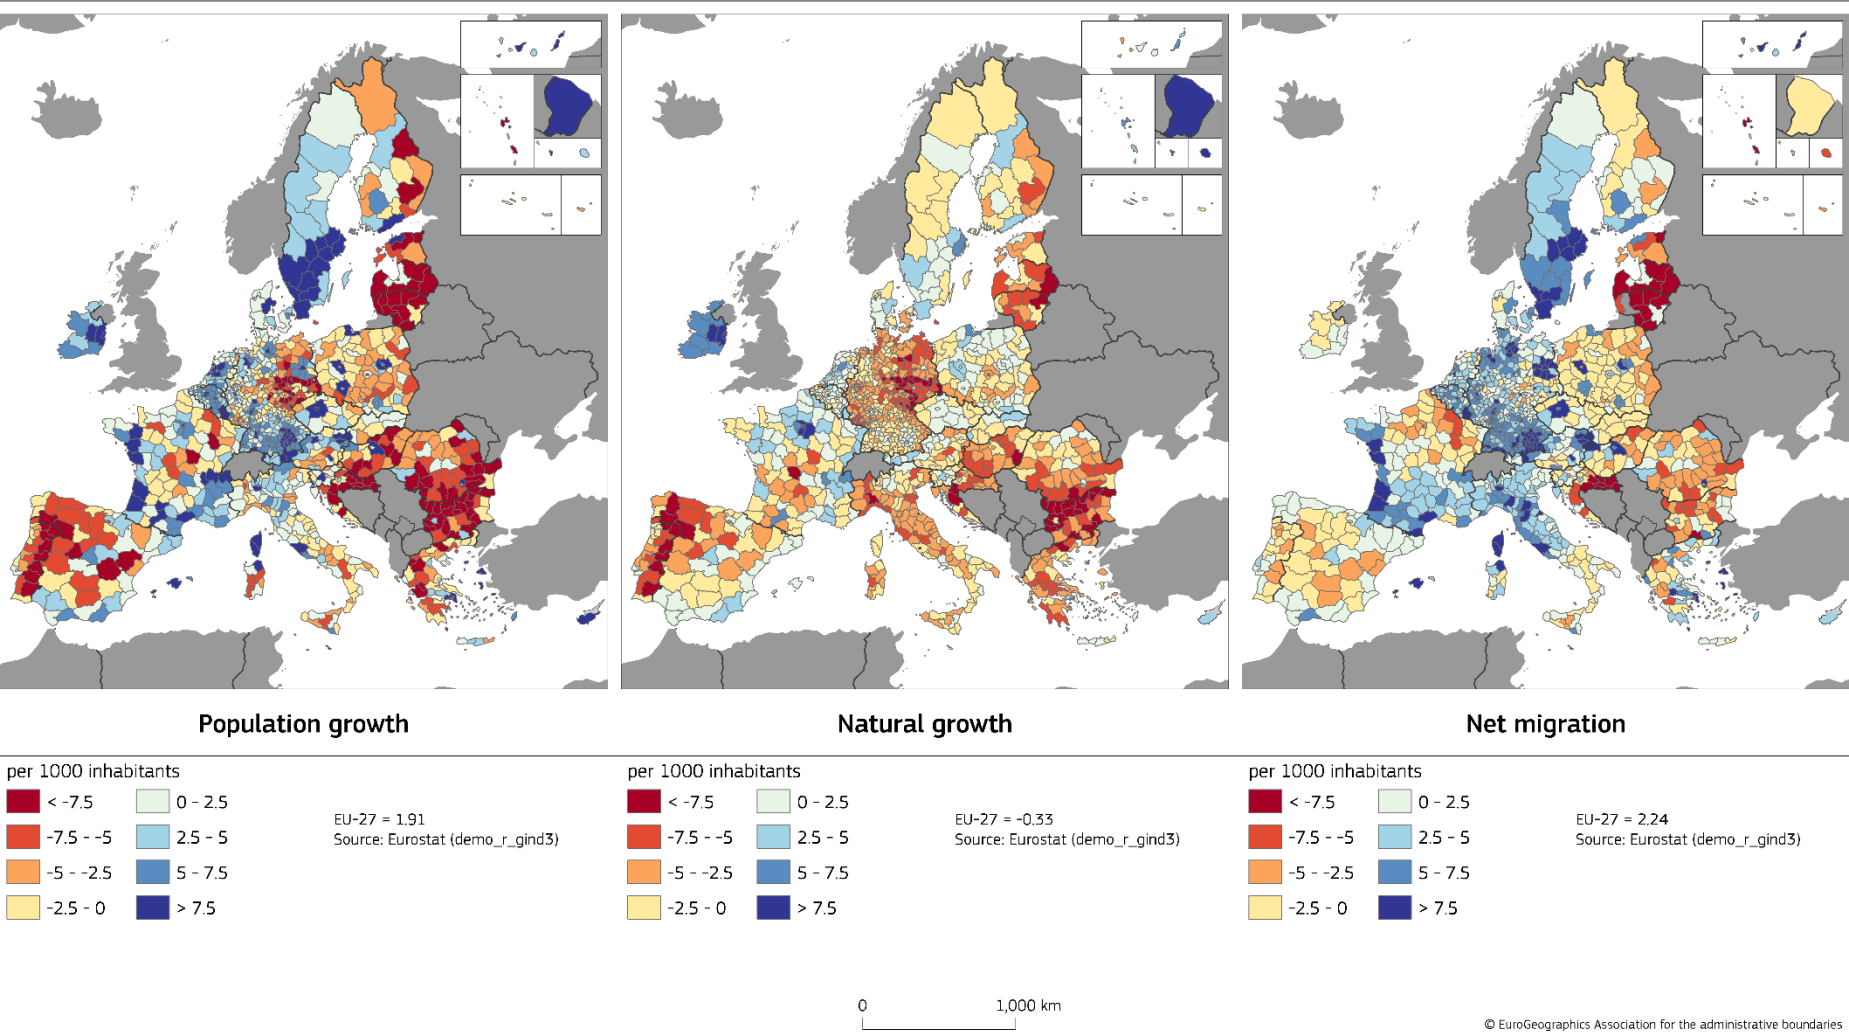 Population growth
Natural growth
Net migration
per 1000 inhabitants
< -7.5
0 - 2.5
-7.5 - -5
2.5 - 5
-5 - -2.5
5 - 7.5
-2.5 - 0
> 7.5
EU-27 = 1.91
Source: Eurostat (demo_r_gind3)
per 1000 inhabitants
< -7.5
0 - 2.5
-7.5 - -5
2.5 - 5
-5 - -2.5
5 - 7.5
-2.5 - 0
> 7.5
EU-27 = -0.33
Source: Eurostat (demo_r_gind3)
per 1000 inhabitants
< -7.5
0 - 2.5
-7.5 - -5
2.5 - 5
-5 - -2.5
5 - 7.5
-2.5 - 0
> 7.5
EU-27 = 2.24
Source: Eurostat (demo_r_gind3)
0 1,000 km
© EuroGeographics Association for the administrative boundaries